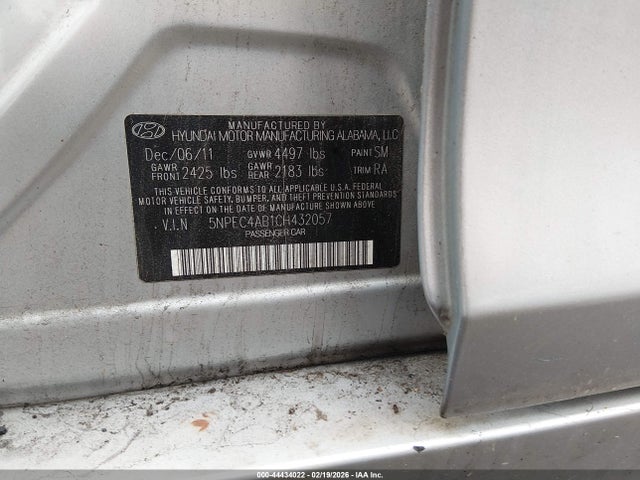 MANUFACTURED BY
HYUNDAI MOTOR MANUFACTURING ALABAMA, LLC
Dec/06/11 GVWR 4497 lbs PAINT SM
GAWR FRONT 2425 lbs GAWR REAR 2183 lbs TRIM RA
THIS VEHICLE CONFORMS TO ALL APPLICABLE U.S.A. FEDERAL
MOTOR VEHICLE SAFETY, BUMPER, AND THEFT PREVENTION STANDARDS
IN EFFECT ON THE DATE OF MANUFACTURE SHOWN ABOVE.
V.I.N 5NPEC4AB1CH432057
PASSENGER CAR
000-44434022 - 02/19/2026 - IAA Inc.